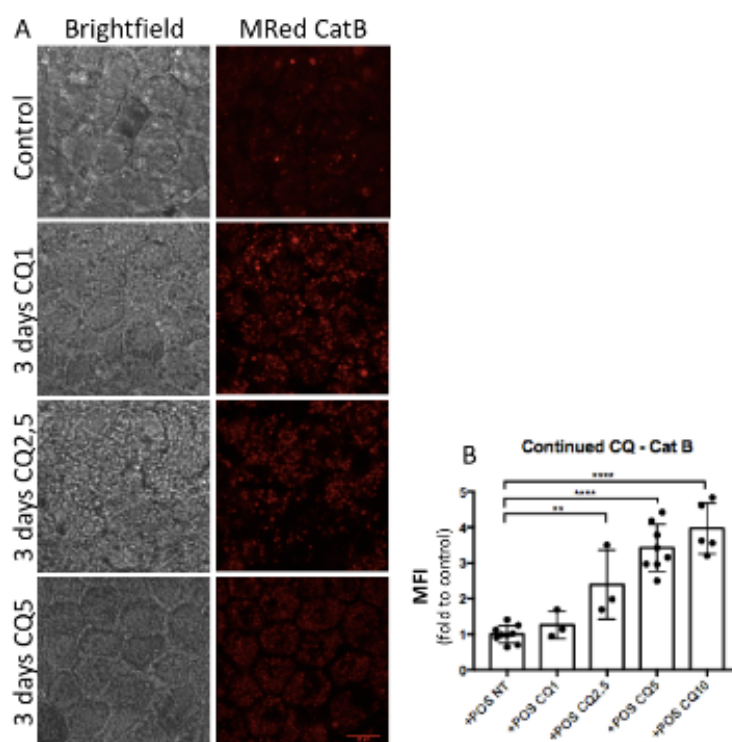 A Brightfield MRed CatB
Control
3 days CQ1
3 days CQ2,5
3 days CQ5
B Continued CQ - Cat B
MFI
(fold to control)
5
4
3
2
1
0
** **** ****
+POS NT +POS CQ1 +POS CQ2,5 +POS CQ5 +POS CQ10